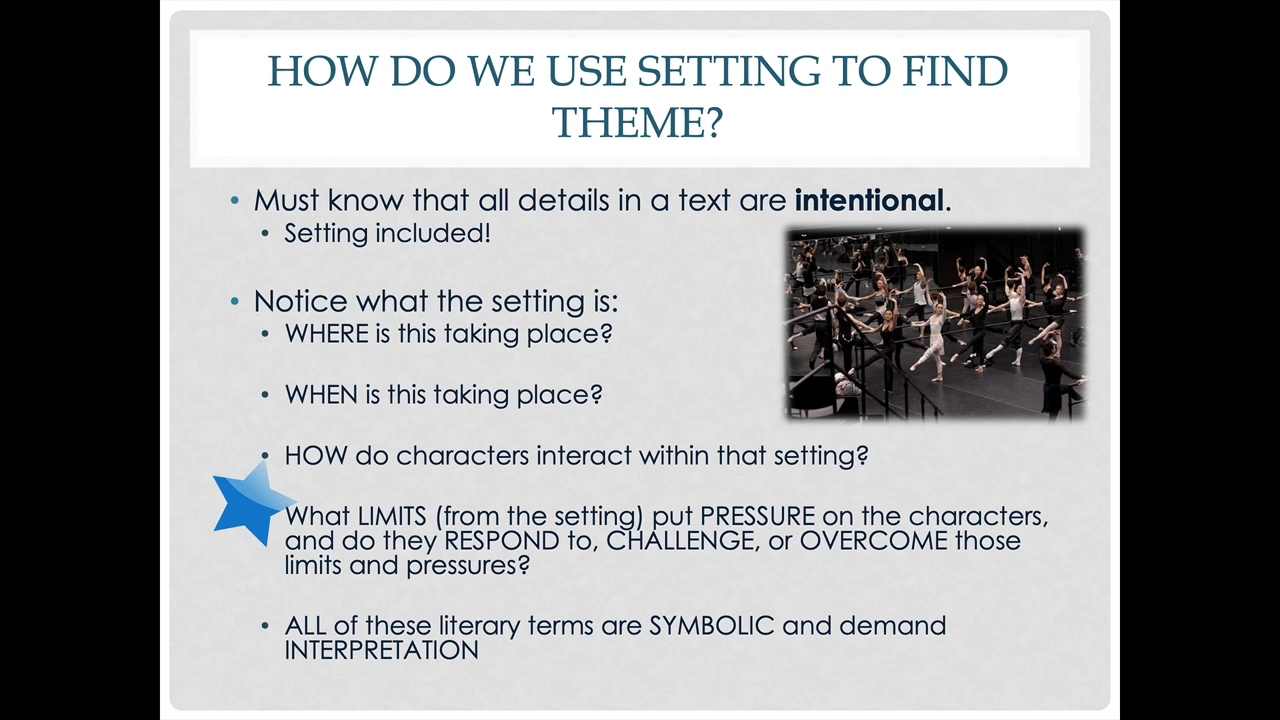 HOW DO WE USE SETTING TO FIND
THEME?
• Must know that all details in a text are intentional.
• Setting included!
• Notice what the setting is:
• WHERE is this taking place?
• WHEN is this taking place?
• HOW do characters interact within that setting?
What LIMITS (from the setting) put PRESSURE on the characters,
and do they RESPOND to, CHALLENGE, or OVERCOME those
limits and pressures?
• ALL of these literary terms are SYMBOLIC and demand
INTERPRETATION